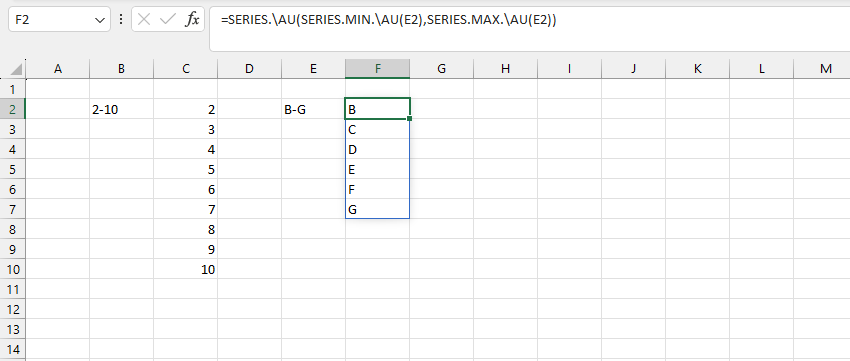 F2 fx =SERIES.\AU(SERIES.MIN.\AU(E2),SERIES.MAX.\AU(E2))
A B C D E F G H I J K L M
1
2 2-10 2 B-G B
3 3 C
4 4 D
5 5 E
6 6 F
7 7 G
8 8
9 9
10 10
11
12
13
14